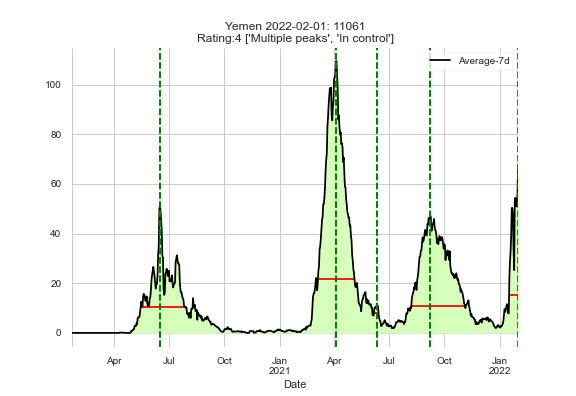 Yemen 2022-02-01: 11061
Rating:4 ['Multiple peaks', 'In control']
Average-7d
100
80
60
40
20
0
Apr Jul Oct Jan Apr Jul Oct Jan
2021 2022
Date